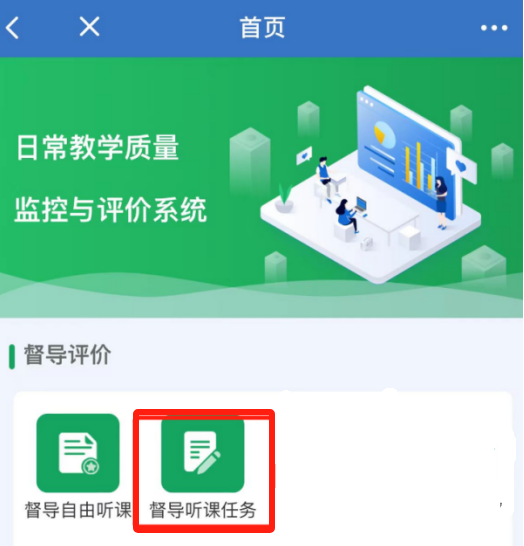 首页
日常教学质量
监控与评价系统
督导评价
督导自由听课 督导听课任务